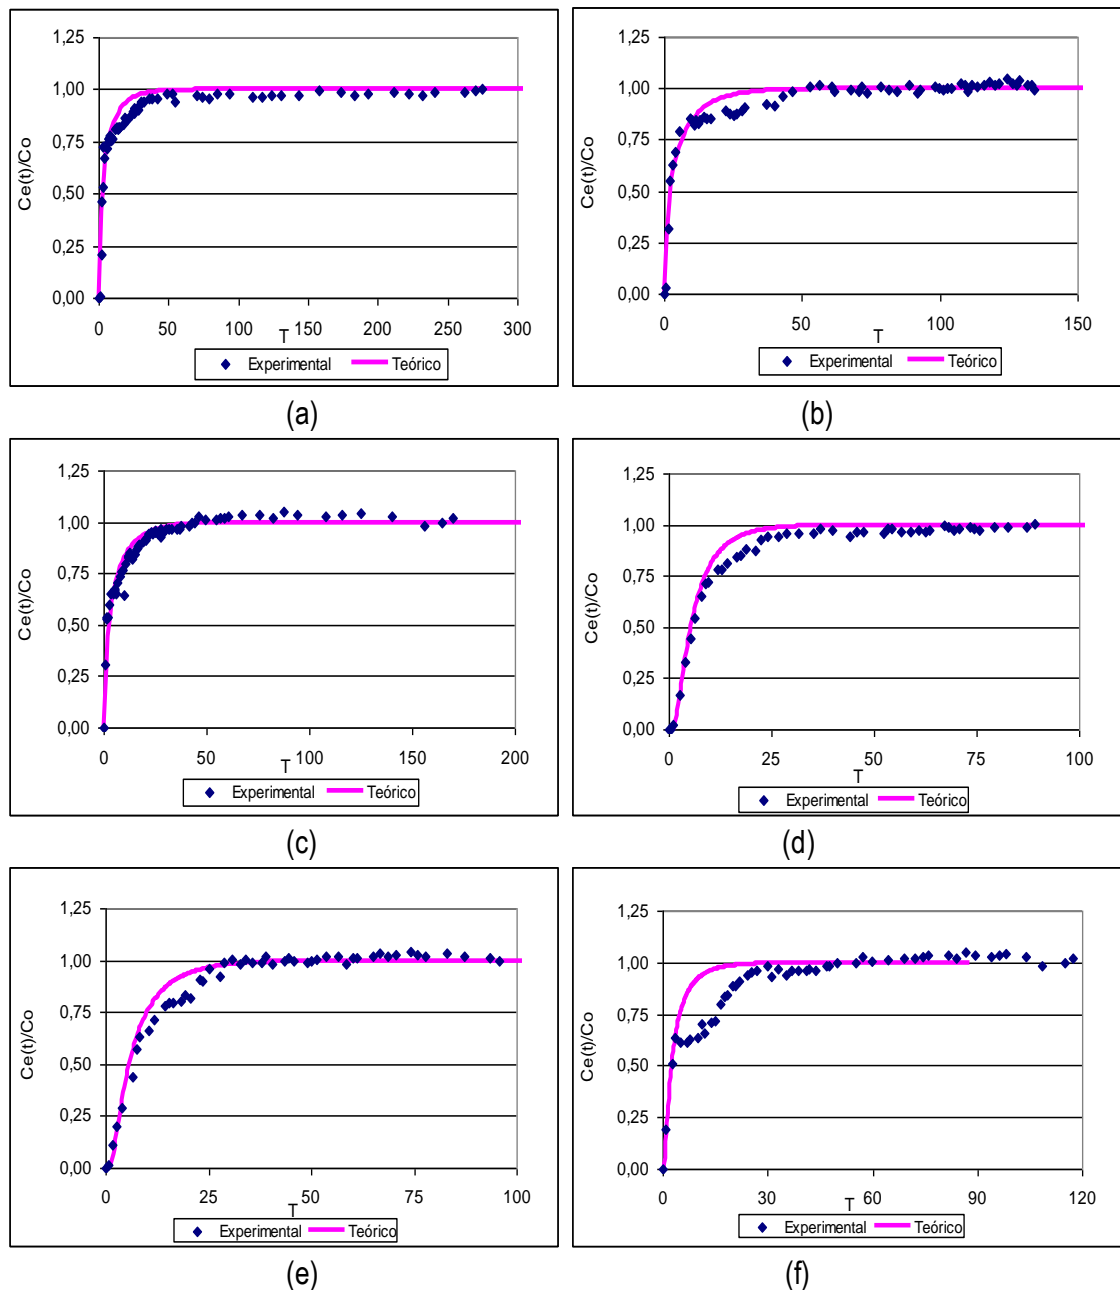 1,25
1,00
0,75
0,50
0,25
0,00
Ce(t)/Co
0 50 100 150 200 250 300
T
Experimental Teórico
(a)
1,25
1,00
0,75
0,50
0,25
0,00
Ce(t)/Co
0 50 100 150
T
Experimental Teórico
(b)
1,25
1,00
0,75
0,50
0,25
0,00
Ce(t)/Co
0 50 100 150 200
T
Experimental Teórico
(c)
1,25
1,00
0,75
0,50
0,25
0,00
Ce(t)/Co
0 25 50 75 100
T
Experimental Teórico
(d)
1,25
1,00
0,75
0,50
0,25
0,00
Ce(t)/Co
0 25 50 75 100
T
Experimental Teórico
(e)
1,25
1,00
0,75
0,50
0,25
0,00
Ce(t)/Co
0 30 60 90 120
T
Experimental Teórico
(f)